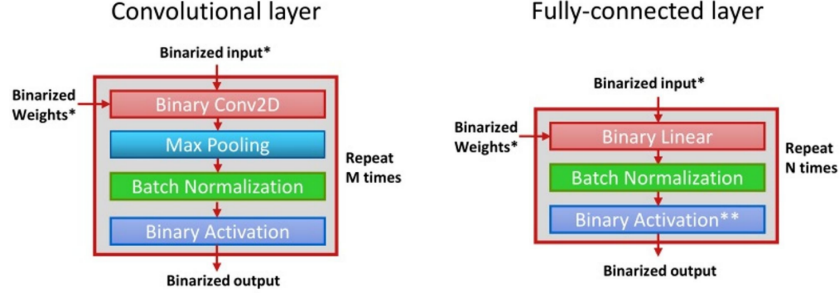 Convolutional layer
Binarized input*
Binarized
Weights*
Binary Conv2D
Max Pooling
Batch Normalization
Binary Activation
Repeat
M times
Binarized output
Fully-connected layer
Binarized input*
Binarized
Weights*
Binary Linear
Batch Normalization
Binary Activation**
Repeat
N times
Binarized output